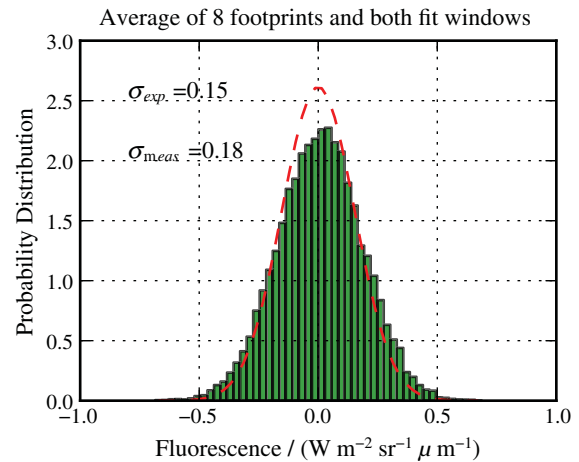 Average of 8 footprints and both fit windows
3.0
2.5
2.0
1.5
1.0
0.5
0.0
Probability Distribution
σexp =0.15
σmeas =0.18
−1.0 −0.5 0.0 0.5 1.0
Fluorescence / (W m−2 sr−1 μ m−1)